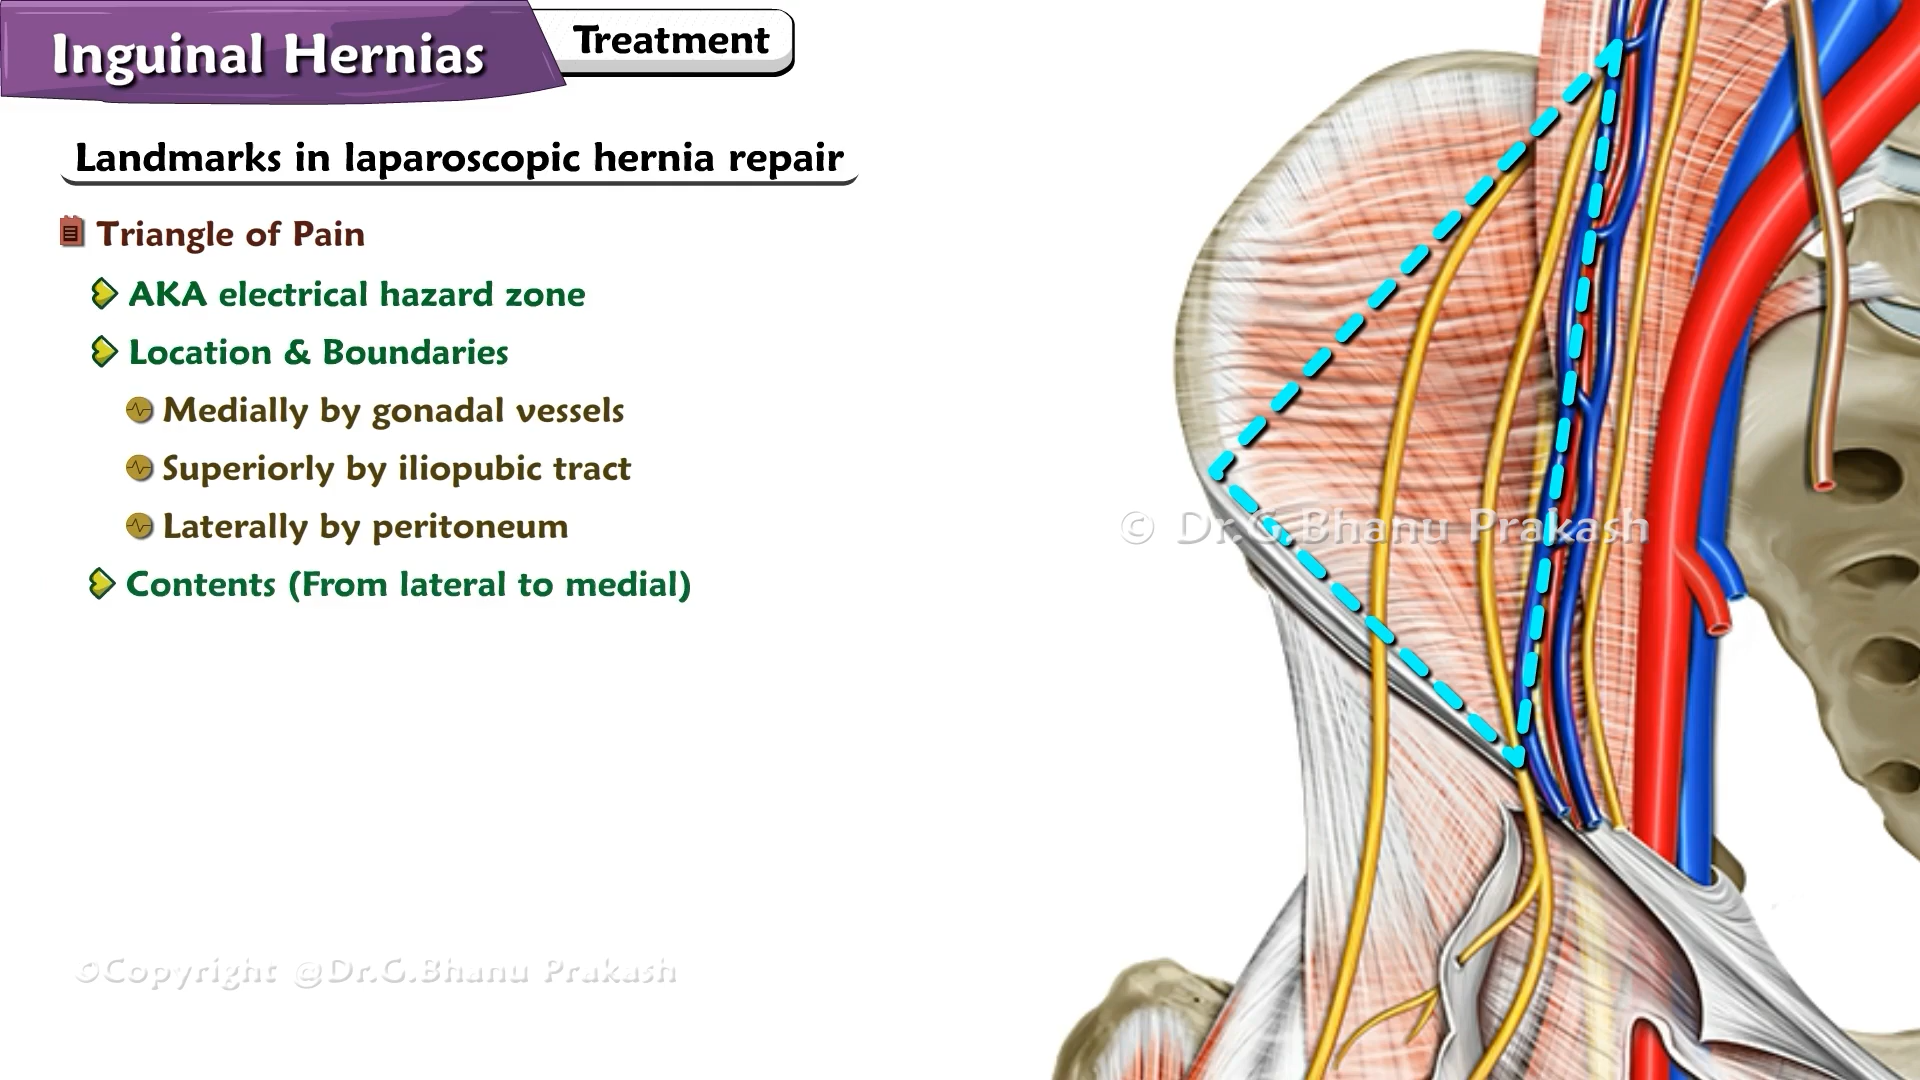 Inguinal Hernias
Treatment
Landmarks in laparoscopic hernia repair
Triangle of Pain
AKA electrical hazard zone
Location & Boundaries
Medially by gonadal vessels
Superiorly by iliopubic tract
Laterally by peritoneum
Contents (From lateral to medial)
© Dr.G.Bhanu Prakash
©Copyright @Dr.G.Bhanu Prakash